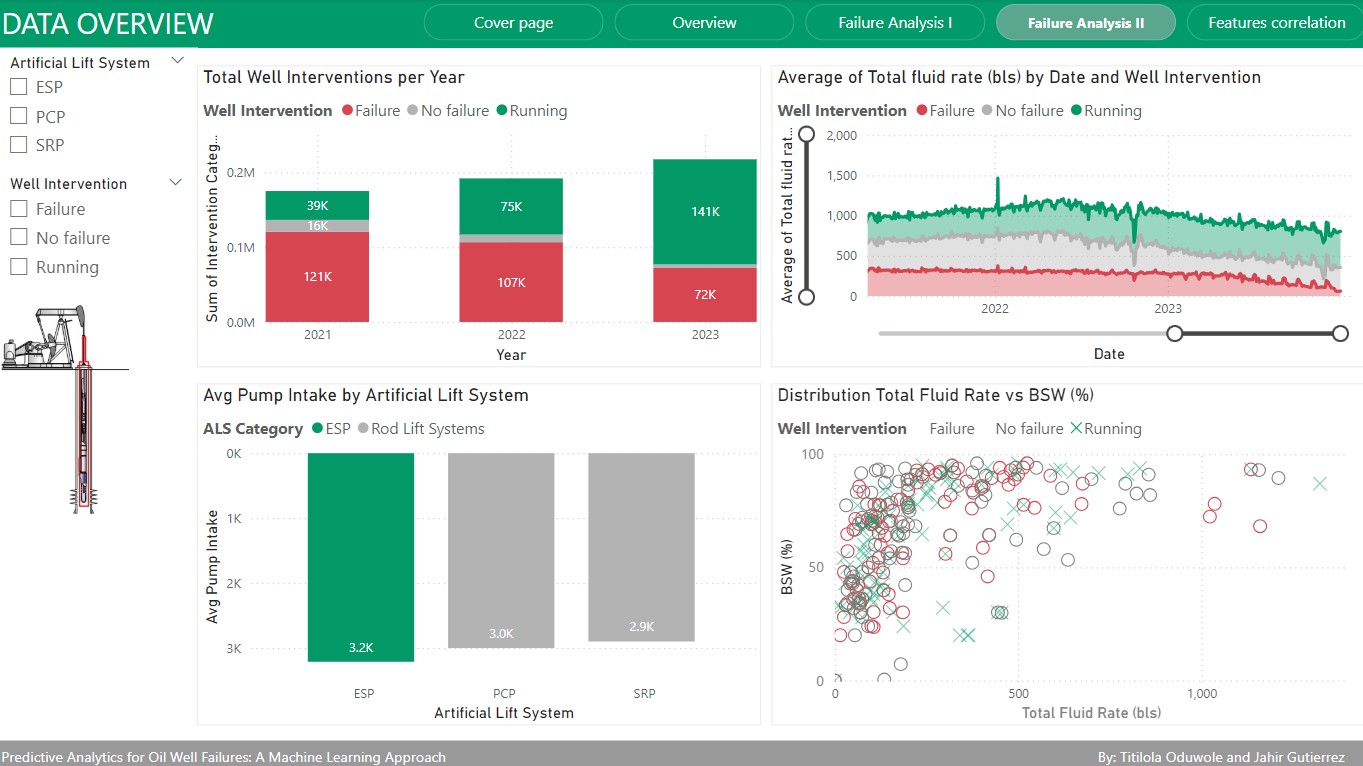 DATA OVERVIEW
Cover page
Overview
Failure Analysis I
Failure Analysis II
Features correlation
Artificial Lift System
ESP
PCP
SRP
Well Intervention
Failure
No failure
Running
Total Well Interventions per Year
Well Intervention Failure No failure Running
Sum of Intervention Categ...
0.2M
0.1M
0.0M
39K
16K
121K
75K
107K
141K
72K
2021
2022
2023
Year
Average of Total fluid rate (bls) by Date and Well Intervention
Well Intervention Failure No failure Running
Average of Total fluid rat...
2,000
1,500
1,000
500
0
2022
2023
Date
Avg Pump Intake by Artificial Lift System
ALS Category ESP Rod Lift Systems
Avg Pump Intake
0K
1K
2K
3K
3.2K
3.0K
2.9K
ESP
PCP
SRP
Artificial Lift System
Distribution Total Fluid Rate vs BSW (%)
Well Intervention Failure No failure Running
BSW (%)
100
50
0
0
500
1,000
Total Fluid Rate (bls)
Predictive Analytics for Oil Well Failures: A Machine Learning Approach
By: Titilola Oduwole and Jahir Gutierrez